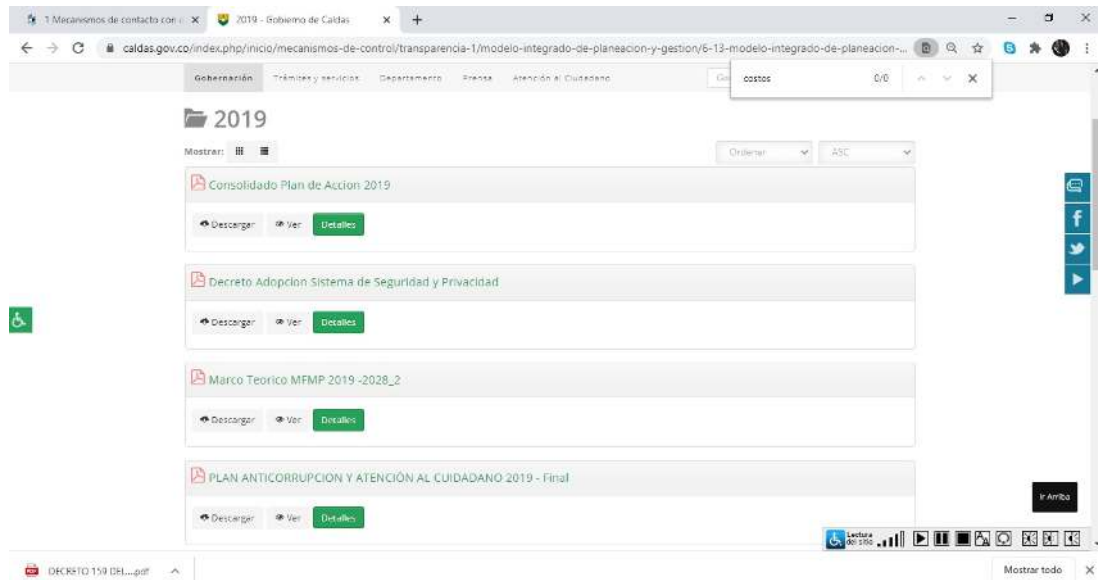 1 Mecanismos de contacto con
2019 - Gobierno de Caldas
caldas.gov.co/index.php/inicio/mecanismos-de-control/transparencia-1/modelo-integrado-de-planeacion-y-gestion/6-13-modelo-integrado-de-planeacion-...
Gobernación Trámites y servicios Departamento Prensa Atención al Ciudadano
costos 0/0
2019
Mostrar:
Ordenar ASC
Consolidado Plan de Accion 2019
Descargar Ver Detalles
Decreto Adopcion Sistema de Seguridad y Privacidad
Descargar Ver Detalles
Marco Teorico MFMP 2019 -2028_2
Descargar Ver Detalles
PLAN ANTICORRUPCION Y ATENCIÓN AL CUIDADANO 2019 - Final
Descargar Ver Detalles
Ir Arriba
Lectura del sitio
DECRETO 159 DEL....pdf
Mostrar todo